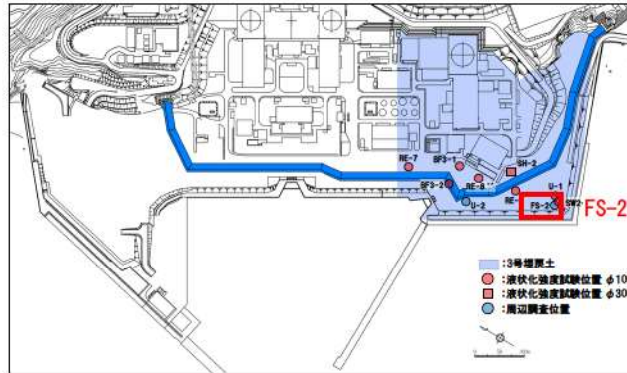 RE-7
BF3-1
SH-2
BF3-2
RE-8
RE-
U-1
U-2
FS-2
SW2-
FS-2
:3号埋戻土
:液状化強度試験位置 φ10
:液状化強度試験位置 φ30
:周辺調査位置